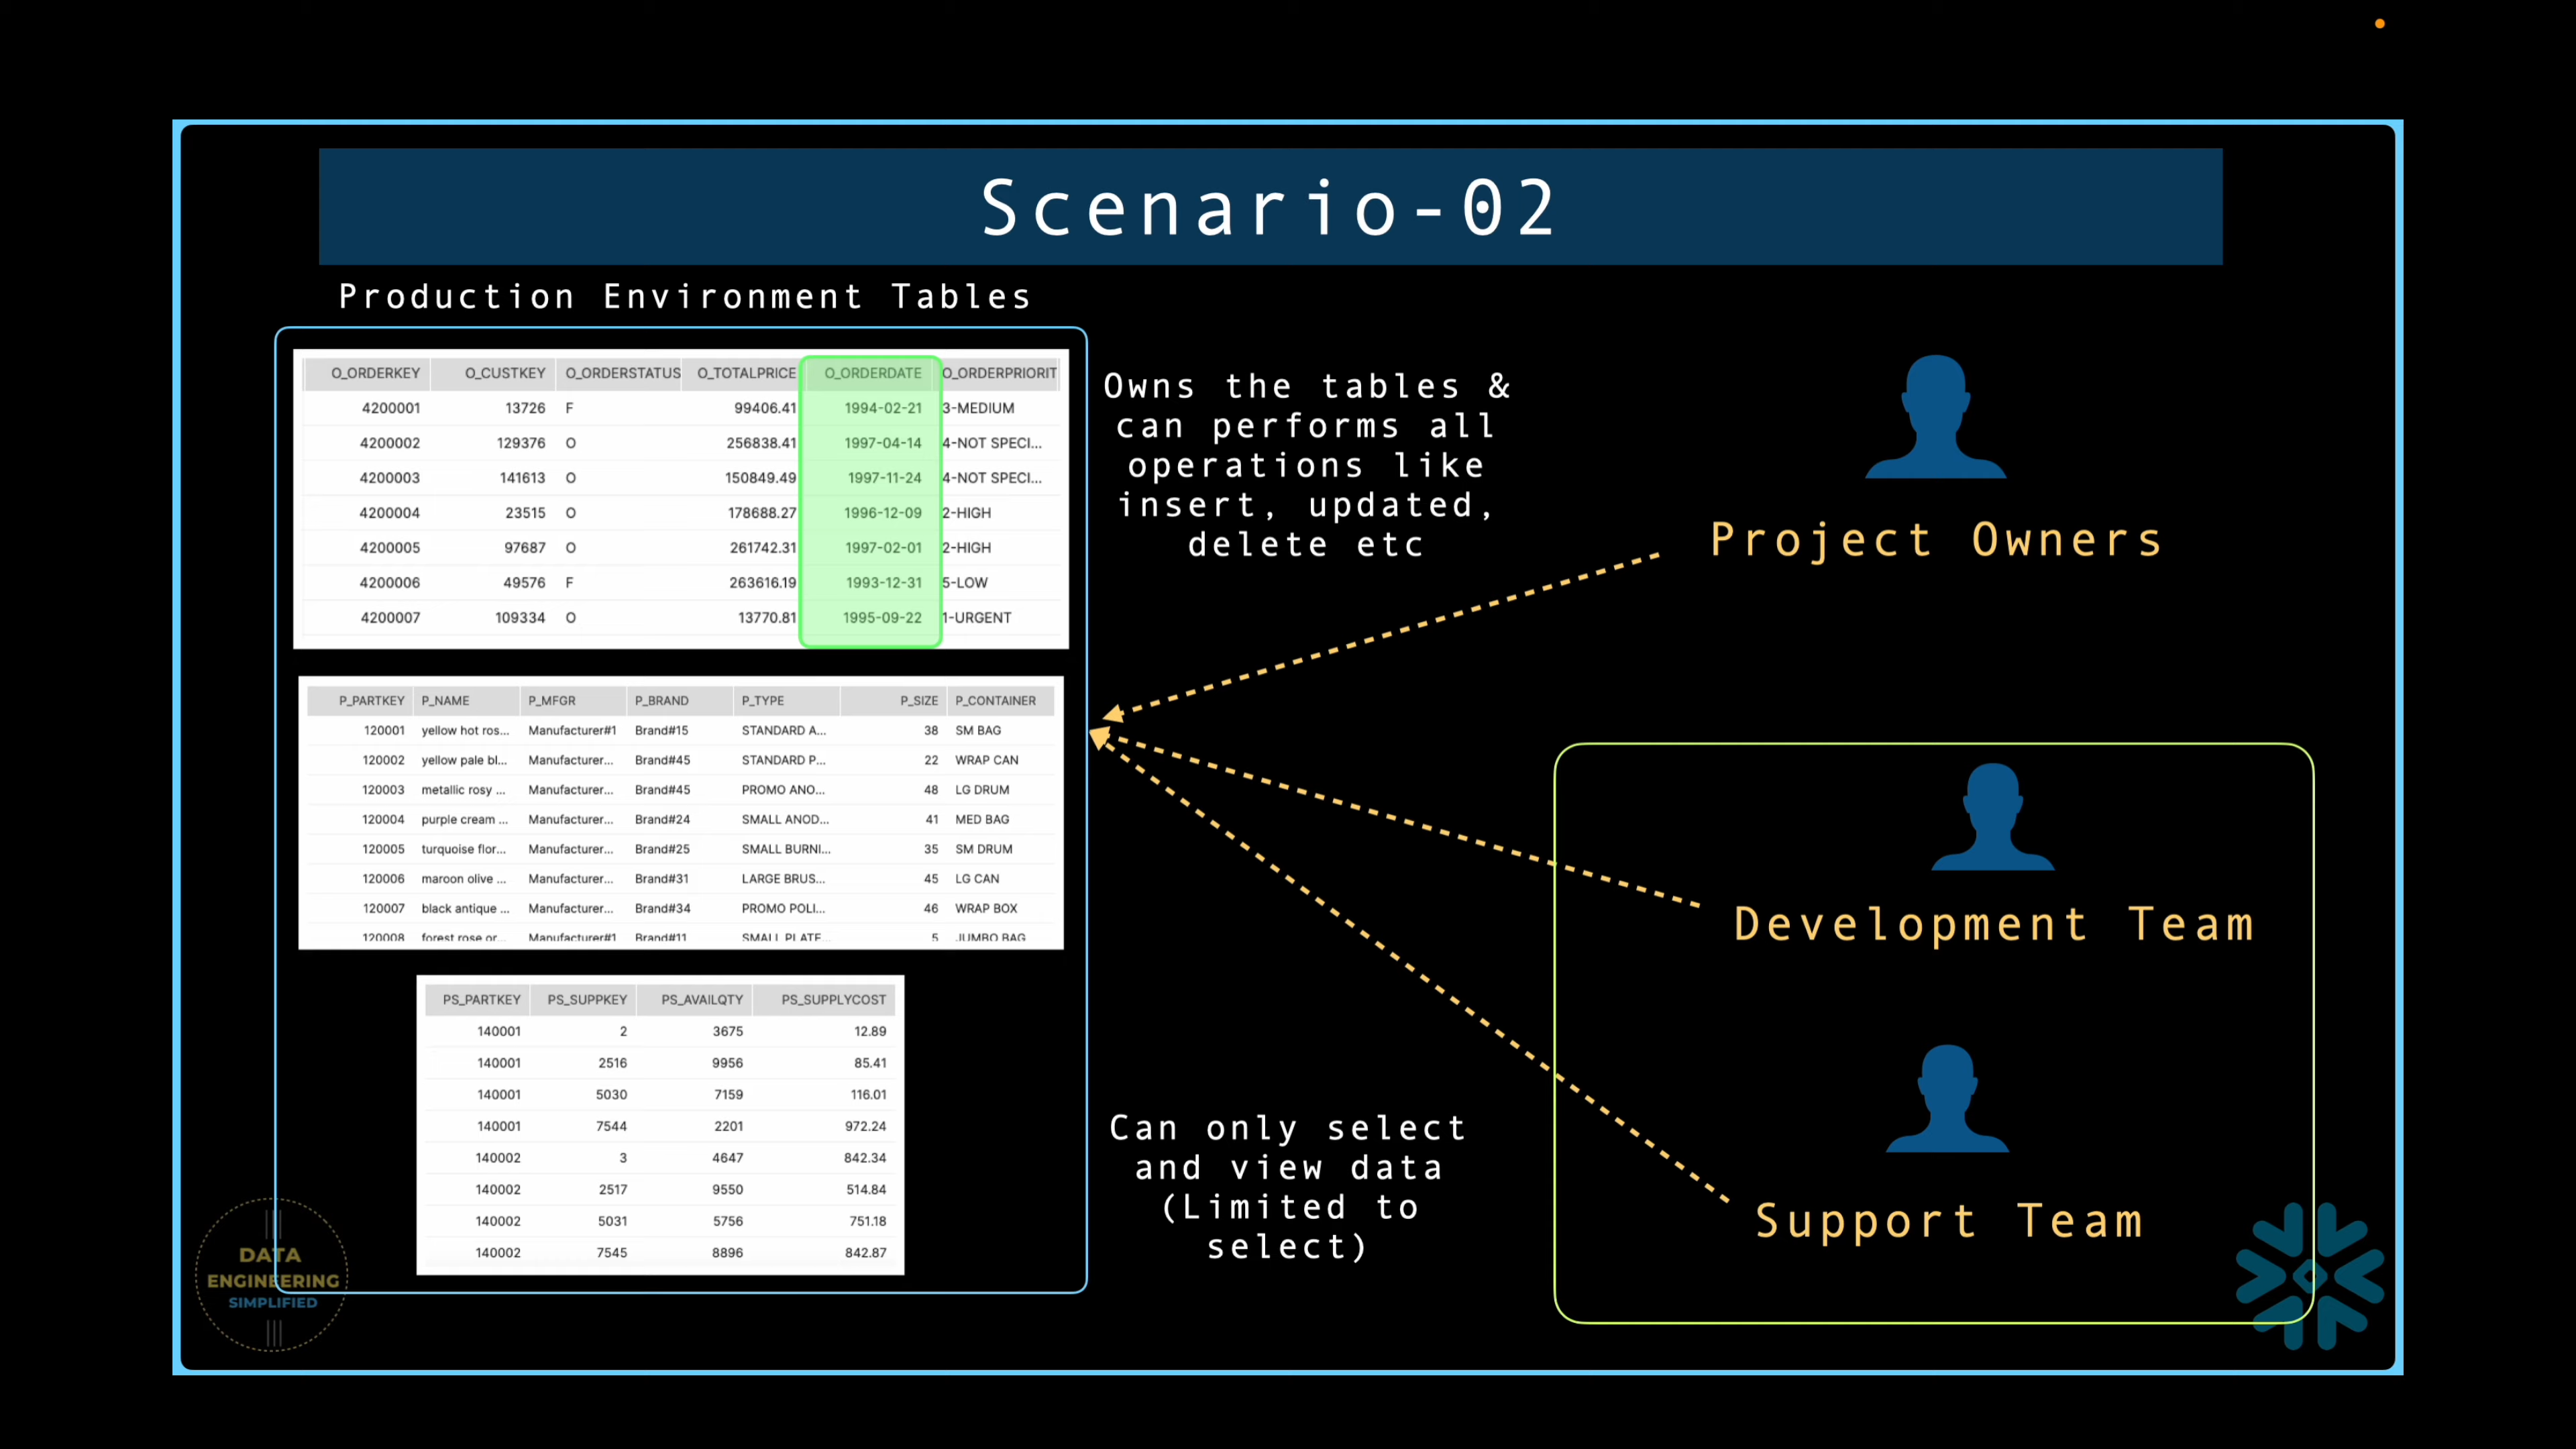 Scenario-02
Production Environment Tables
O_ORDERKEY O_CUSTKEY O_ORDERSTATUS O_TOTALPRICE O_ORDERDATE O_ORDERPRIORIT
4200001 13726 F 99406.41 1994-02-21 3-MEDIUM
4200002 129376 O 256838.41 1997-04-14 4-NOT SPECI...
4200003 141613 O 150849.49 1997-11-24 4-NOT SPECI...
4200004 23515 O 178688.27 1996-12-09 2-HIGH
4200005 97687 O 261742.31 1997-02-01 2-HIGH
4200006 49576 F 263616.19 1993-12-31 5-LOW
4200007 109334 O 13770.81 1995-09-22 1-URGENT
P_PARTKEY P_NAME P_MFGR P_BRAND P_TYPE P_SIZE P_CONTAINER
120001 yellow hot ros... Manufacturer#1 Brand#15 STANDARD A... 38 SM BAG
120002 yellow pale bl... Manufacturer... Brand#45 STANDARD P... 22 WRAP CAN
120003 metallic rosy ... Manufacturer... Brand#45 PROMO ANO... 48 LG DRUM
120004 purple cream ... Manufacturer... Brand#24 SMALL ANOD... 41 MED BAG
120005 turquoise flor... Manufacturer... Brand#25 SMALL BURNI... 35 SM DRUM
120006 maroon olive ... Manufacturer... Brand#31 LARGE BRUS... 45 LG CAN
120007 black antique ... Manufacturer... Brand#34 PROMO POLI... 46 WRAP BOX
120008 forest rose or... Manufacturer#1 Brand#11 SMALL PLATE... 5 JUMBO BAG
PS_PARTKEY PS_SUPPKEY PS_AVAILQTY PS_SUPPLYCOST
140001 2 3675 12.89
140001 2516 9956 85.41
140001 5030 7159 116.01
140001 7544 2201 972.24
140002 3 4647 842.34
140002 2517 9550 514.84
140002 5031 5756 751.18
140002 7545 8896 842.87
Owns the tables &
can performs all
operations like
insert, updated,
delete etc
Project Owners
Development Team
Can only select
and view data
(Limited to
select)
Support Team
DATA
ENGINEERING
SIMPLIFIED